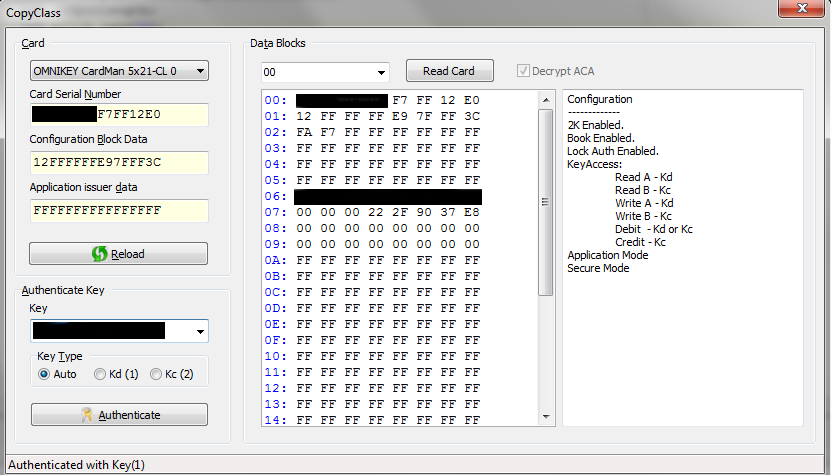 CopyClass
Card
OMNIKEY CardMan 5x21-CL 0
Card Serial Number
F7FF12E0
Configuration Block Data
12FFFFFFE97FFF3C
Application issuer data
FFFFFFFFFFFFFFFF
Reload
Authenticate Key
Key
Key Type
Auto Kd (1) Kc (2)
Authenticate
Data Blocks
00 Read Card Decrypt ACA
00: F7 FF 12 E0
01: 12 FF FF FF E9 7F FF 3C
02: FA F7 FF FF FF FF FF FF
03: FF FF FF FF FF FF FF FF
04: FF FF FF FF FF FF FF FF
05: FF FF FF FF FF FF FF FF
06:
07: 00 00 00 22 2F 90 37 E8
08: 00 00 00 00 00 00 00 00
09: 00 00 00 00 00 00 00 00
0A: FF FF FF FF FF FF FF FF
0B: FF FF FF FF FF FF FF FF
0C: FF FF FF FF FF FF FF FF
0D: FF FF FF FF FF FF FF FF
0E: FF FF FF FF FF FF FF FF
0F: FF FF FF FF FF FF FF FF
10: FF FF FF FF FF FF FF FF
11: FF FF FF FF FF FF FF FF
12: FF FF FF FF FF FF FF FF
13: FF FF FF FF FF FF FF FF
14: FF FF FF FF FF FF FF FF
Configuration
-------------
2K Enabled.
Book Enabled.
Lock Auth Enabled.
KeyAccess:
Read A - Kd
Read B - Kc
Write A - Kd
Write B - Kc
Debit - Kd or Kc
Credit - Kc
Application Mode
Secure Mode
Authenticated with Key(1)